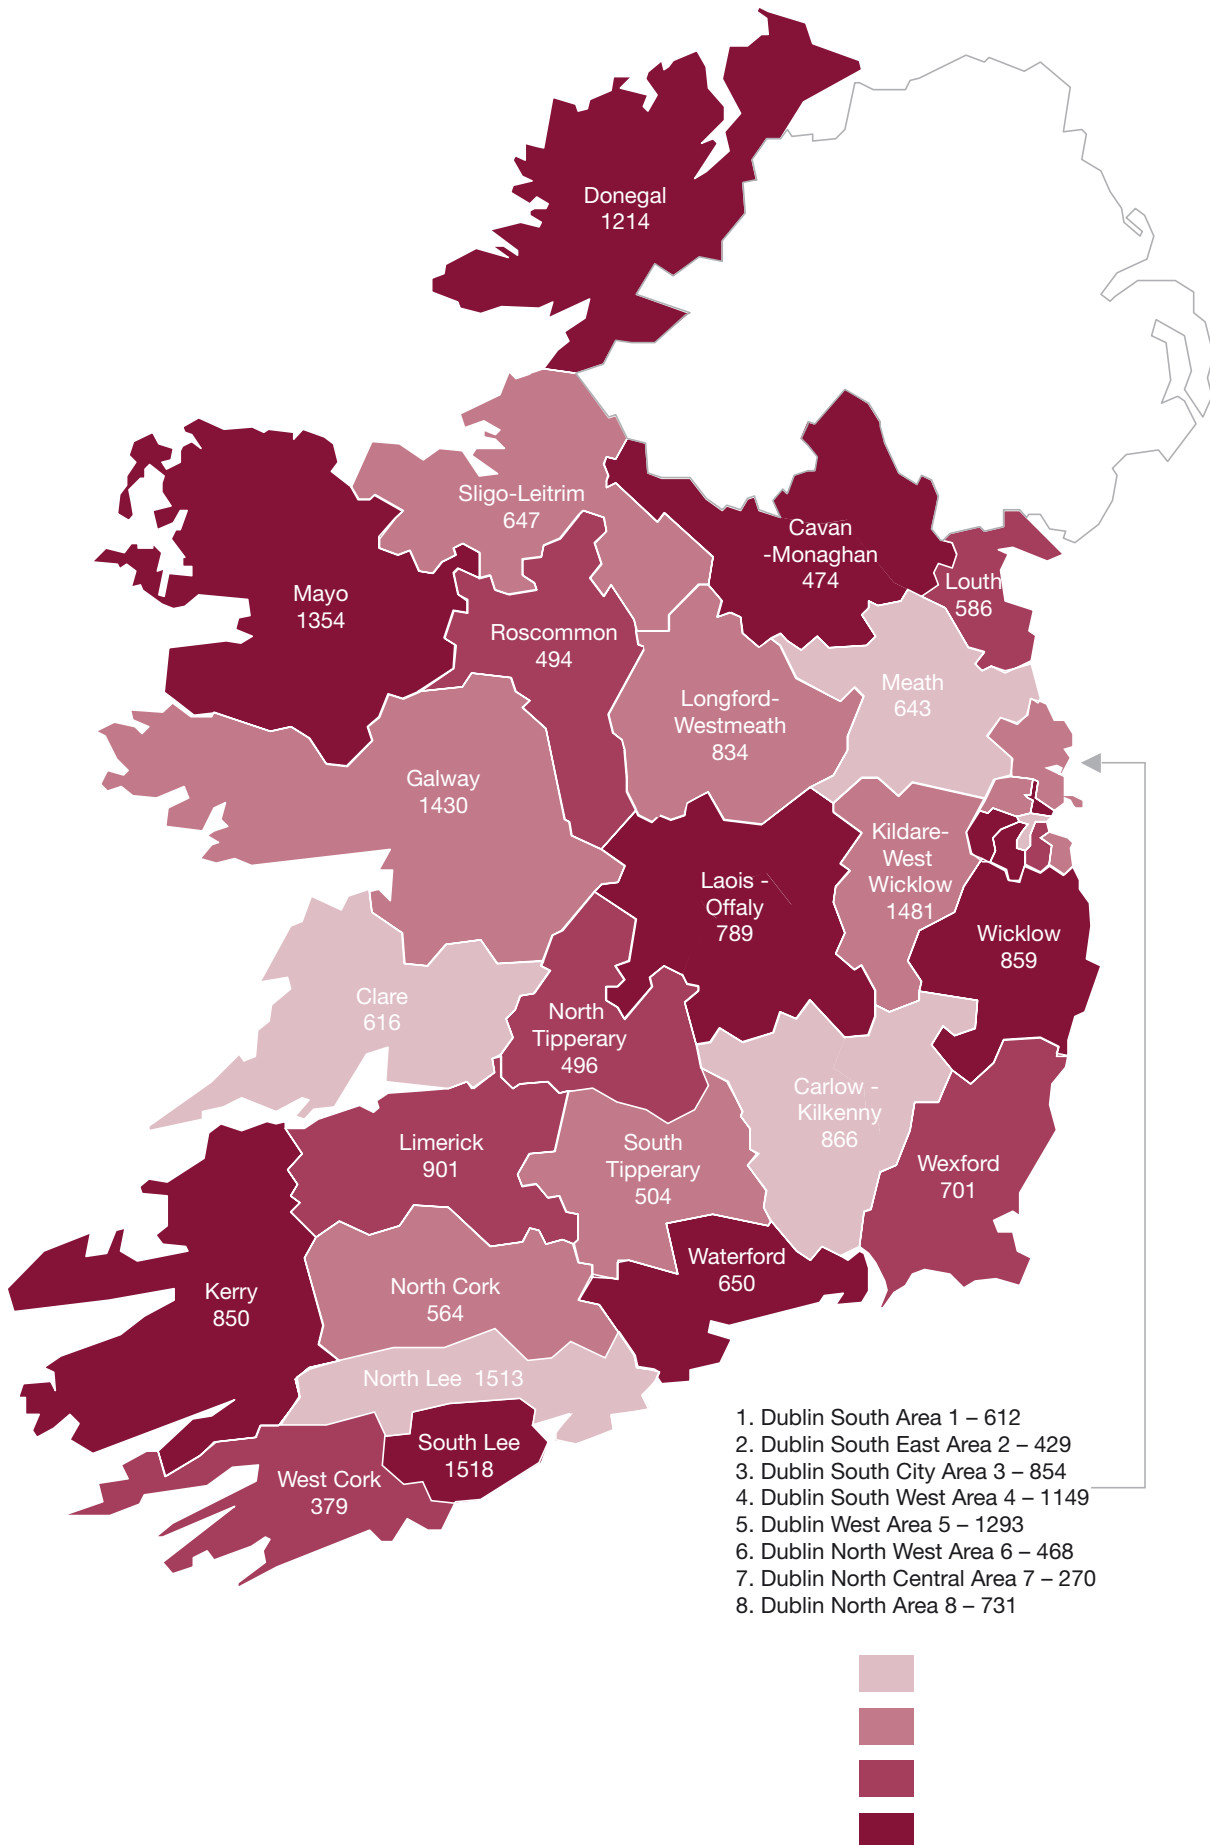 Donegal
1214
Sligo-Leitrim
647
Cavan
-Monaghan
474
Louth
586
Mayo
1354
Roscommon
494
Meath
643
Longford-
Westmeath
834
Galway
1430
Kildare-
West
Wicklow
1481
Laois -
Offaly
789
Wicklow
859
Clare
616
North
Tipperary
496
Carlow -
Kilkenny
866
Limerick
901
South
Tipperary
504
Wexford
701
Waterford
650
Kerry
850
North Cork
564
North Lee 1513
South Lee
1518
West Cork
379
1. Dublin South Area 1 – 612
2. Dublin South East Area 2 – 429
3. Dublin South City Area 3 – 854
4. Dublin South West Area 4 – 1149
5. Dublin West Area 5 – 1293
6. Dublin North West Area 6 – 468
7. Dublin North Central Area 7 – 270
8. Dublin North Area 8 – 731